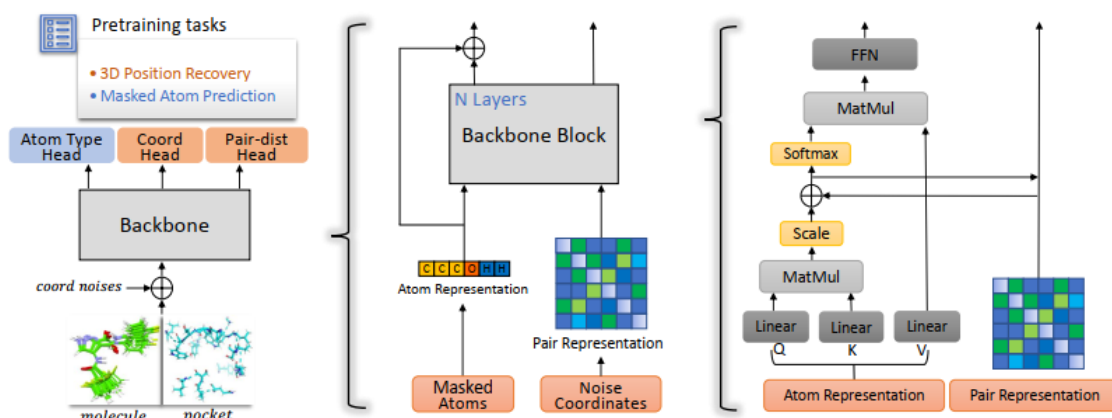 Pretraining tasks
• 3D Position Recovery
• Masked Atom Prediction
Atom Type
Head
Coord
Head
Pair-dist
Head
Backbone
coord noises
molecule
pocket
N Layers
Backbone Block
C C C O H H
Atom Representation
Pair Representation
Masked
Atoms
Noise
Coordinates
FFN
MatMul
Softmax
Scale
MatMul
Linear
Linear
Linear
Q
K
V
Atom Representation
Pair Representation